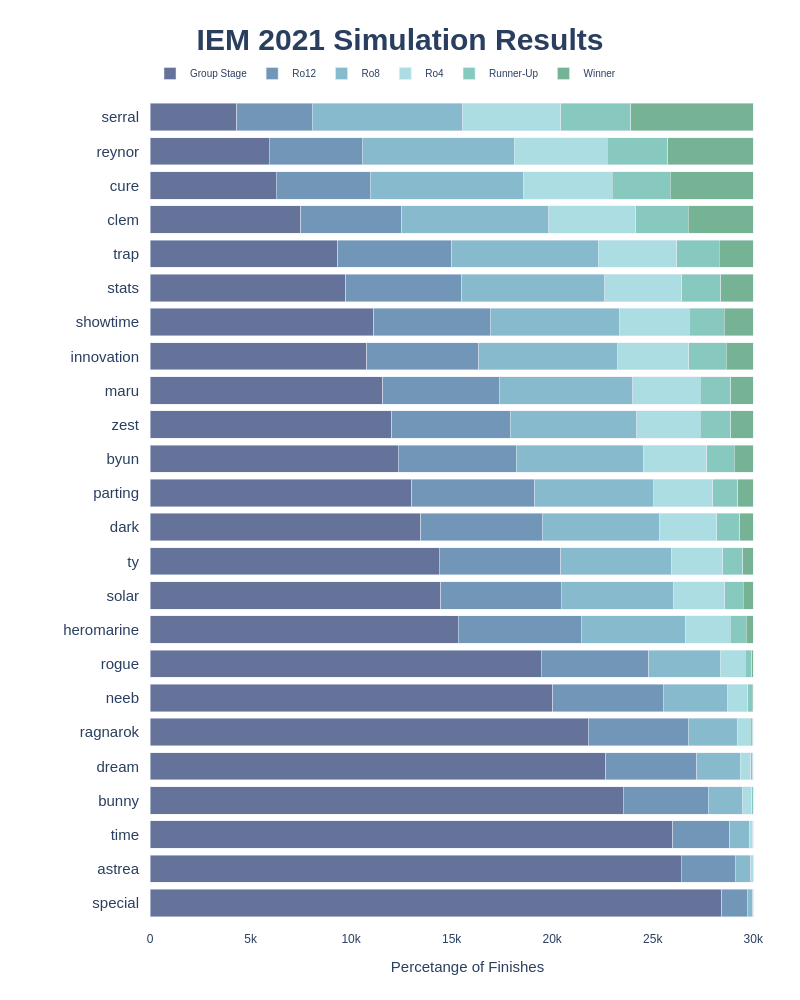 IEM 2021 Simulation Results
Group Stage Ro12 Ro8 Ro4 Runner-Up Winner
serral
reynor
cure
clem
trap
stats
showtime
innovation
maru
zest
byun
parting
dark
ty
solar
heromarine
rogue
neeb
ragnarok
dream
bunny
time
astrea
special
0 5k 10k 15k 20k 25k 30k
Percetange of Finishes